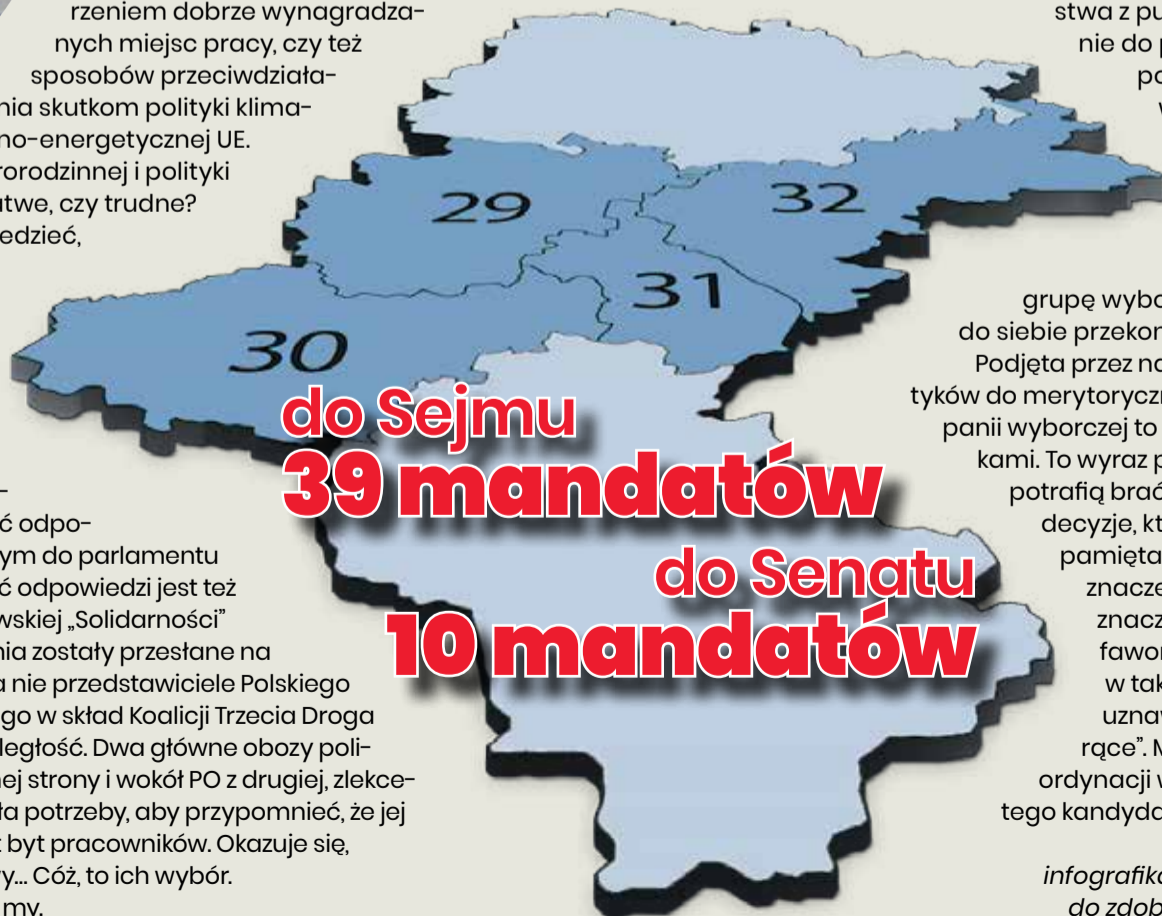 rzeniem dobrze wynagradza-
nych miejsc pracy, czy też
sposobów przeciwdziała-
nia skutkom polityki klima-
no-energetycznej UE.
rorodzinnej i polityki
atwe, czy trudne?
edzieć,
-
ć odpo-
ym do parlamentu
ć odpowiedzi jest też
wskiej „Solidarności”
nia zostały przesłane na
a nie przedstawiciele Polskiego
go w skład Koalicji Trzecia Droga
ległość. Dwa główne obozy poli-
nej strony i wokół PO z drugiej, zlekce-
ła potrzeby, aby przypomnieć, że jej
t byt pracowników. Okazuje się,
y... Cóż, to ich wybór.
my.
29
32
31
30
do Sejmu
39 mandatów
do Senatu
10 mandatów
stwa z pu
nie do p
po
w
grupę wybo
do siebie przekon
Podjęta przez na
tyków do merytoryczn
panii wyborczej to
kami. To wyraz p
potrafią brać
decyzje, kt
pamięta
znacze
znacz
fawor
w tak
uznaw
rące”. M
ordynacji w
tego kandyda
infografika
do zdob